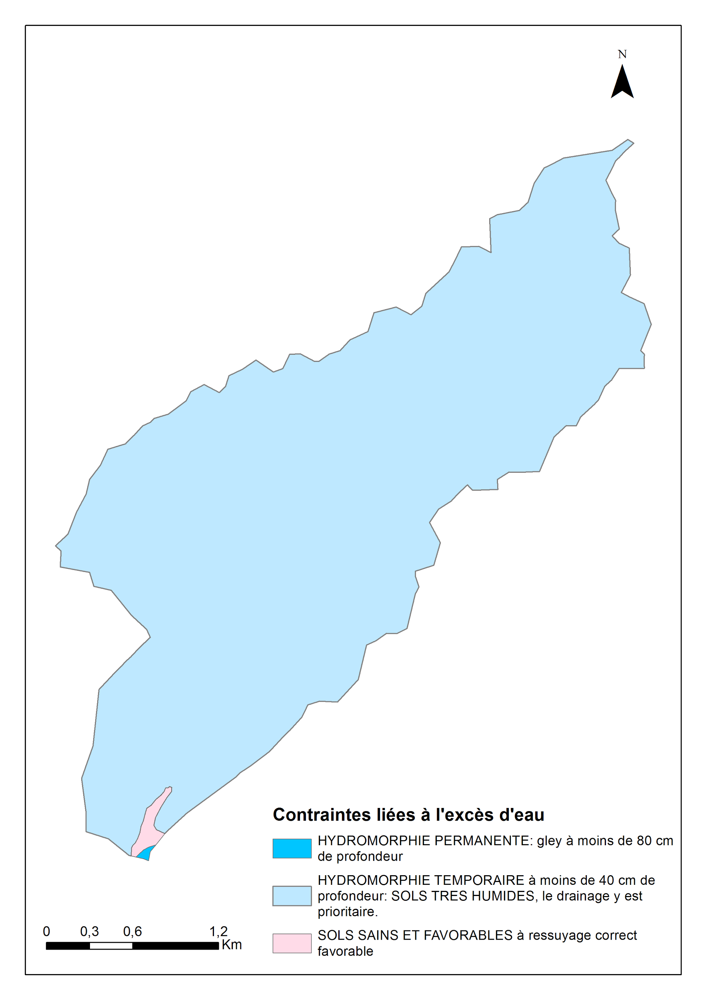 N
Contraintes liées à l'excès d'eau
HYDROMORPHIE PERMANENTE: gley à moins de 80 cm
de profondeur
HYDROMORPHIE TEMPORAIRE à moins de 40 cm de
profondeur: SOLS TRES HUMIDES, le drainage y est
prioritaire.
SOLS SAINS ET FAVORABLES à ressuyage correct
favorable
0 0,3 0,6 1,2
Km